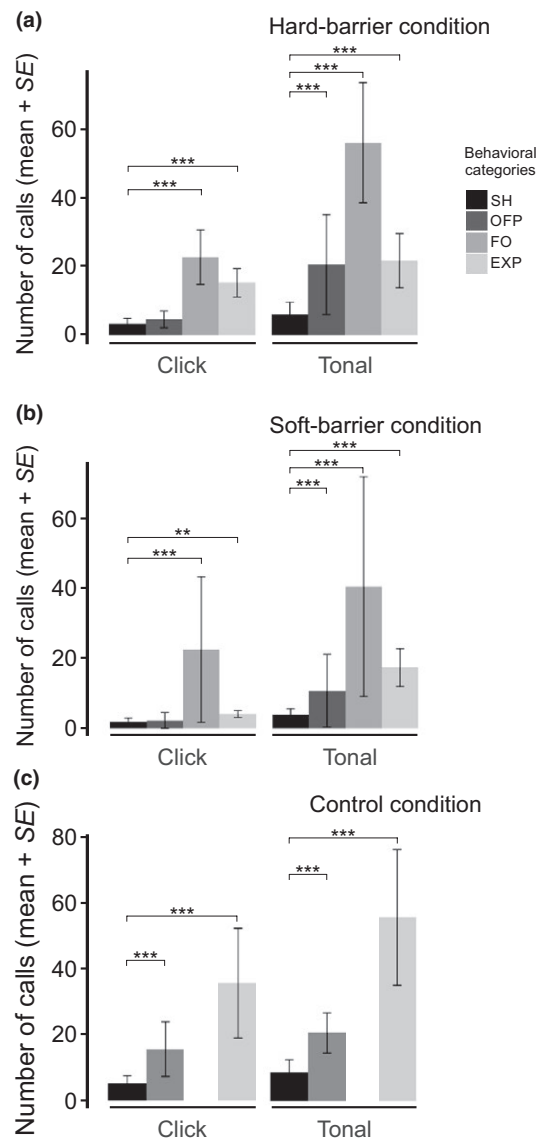 (a)
Hard-barrier condition
Number of calls (mean + SE)
60
40
20
0
***
***
***
***
***
Click
Tonal
Behavioral
categories
SH
OFP
FO
EXP
(b)
Soft-barrier condition
Number of calls (mean + SE)
60
40
20
0
**
***
***
***
***
Click
Tonal
(c)
Control condition
Number of calls (mean + SE)
80
60
40
20
0
***
***
***
***
Click
Tonal